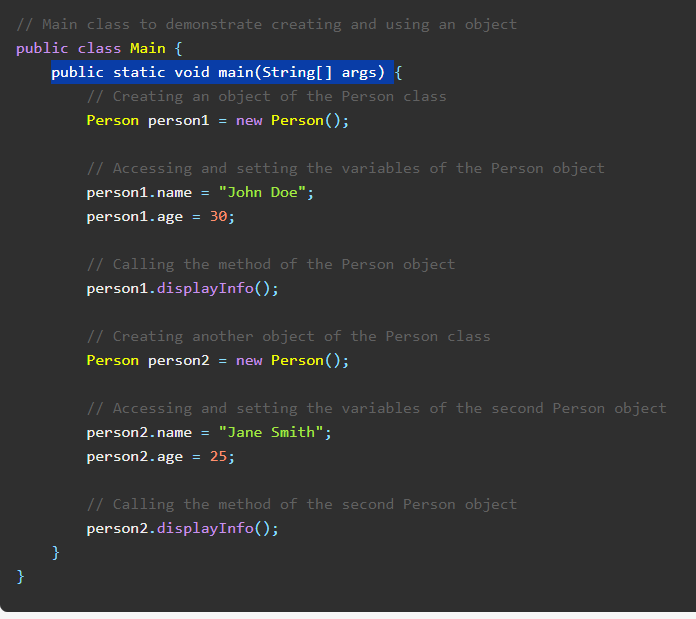 // Main class to demonstrate creating and using an object
public class Main {
    public static void main(String[] args) {
        // Creating an object of the Person class
        Person person1 = new Person();

        // Accessing and setting the variables of the Person object
        person1.name = "John Doe";
        person1.age = 30;

        // Calling the method of the Person object
        person1.displayInfo();

        // Creating another object of the Person class
        Person person2 = new Person();

        // Accessing and setting the variables of the second Person object
        person2.name = "Jane Smith";
        person2.age = 25;

        // Calling the method of the second Person object
        person2.displayInfo();
    }
}